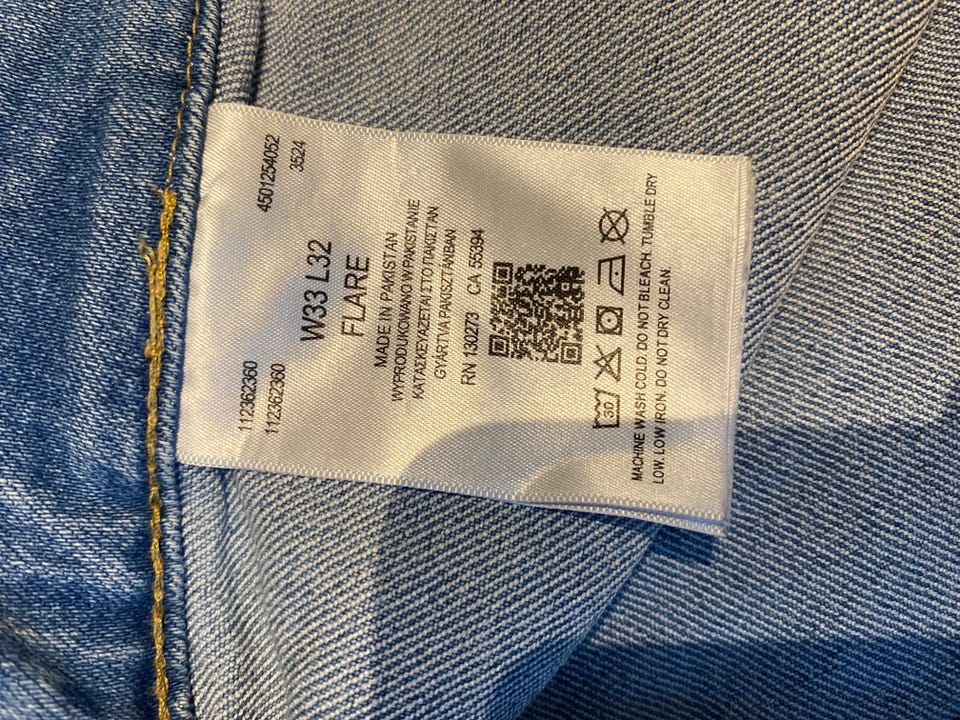 112362360 4501254052
112362360 3524
W33 L32
FLARE
MADE IN PAKISTAN
WYPRODUKOWANO W PAKISTANIE
ΚΑΤΑΣΚΕΥΑΖΕΤΑΙ ΣΤΟ ΠΑΚΙΣΤΑΝ
GYÁRTVA PAKISZTÁNBAN
RN 130273 CA 55394
30
MACHINE WASH COLD. DO NOT BLEACH. TUMBLE DRY
LOW. LOW IRON. DO NOT DRY CLEAN.